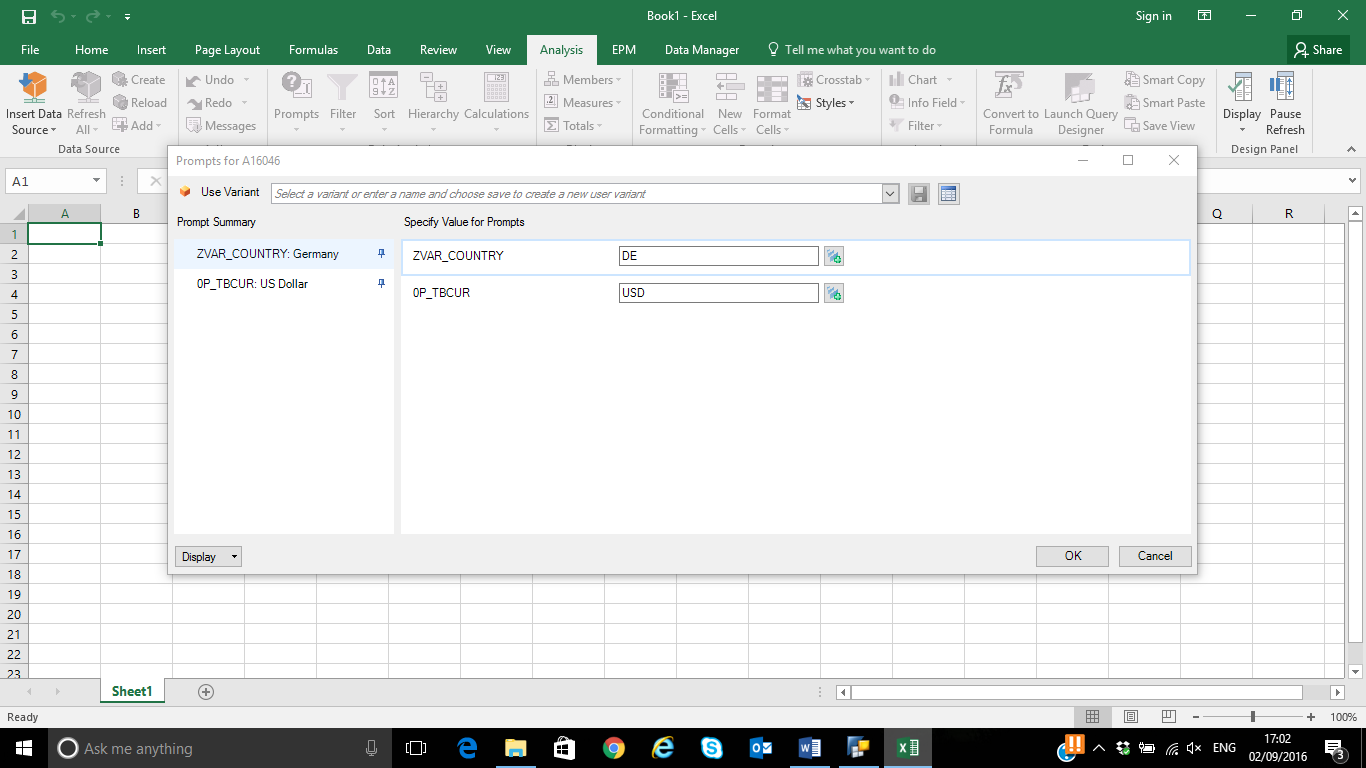 Book1 - Excel
Sign in
File Home Insert Page Layout Formulas Data Review View Analysis EPM Data Manager Tell me what you want to do Share
Insert Data Source
Refresh All
Create
Reload
Add
Data Source
Undo
Redo
Messages
Prompts
Filter
Sort
Hierarchy
Calculations
Members
Measures
Totals
Conditional Formatting
New Cells
Format Cells
Crosstab
Styles
Chart
Info Field
Filter
Convert to Formula
Launch Query Designer
Smart Copy
Smart Paste
Save View
Display
Pause Refresh
Design Panel
A1
A B Q R
Prompts for A16046
Use Variant
Select a variant or enter a name and choose save to create a new user variant
Prompt Summary
Specify Value for Prompts
ZVAR_COUNTRY: Germany
0P_TBCUR: US Dollar
ZVAR_COUNTRY DE
0P_TBCUR USD
Display
OK
Cancel
1
2
3
4
5
6
7
8
9
10
11
12
13
14
15
16
17
18
19
20
21
22
23
Sheet1
Ready
100%
Ask me anything
ENG
17:02
02/09/2016
3